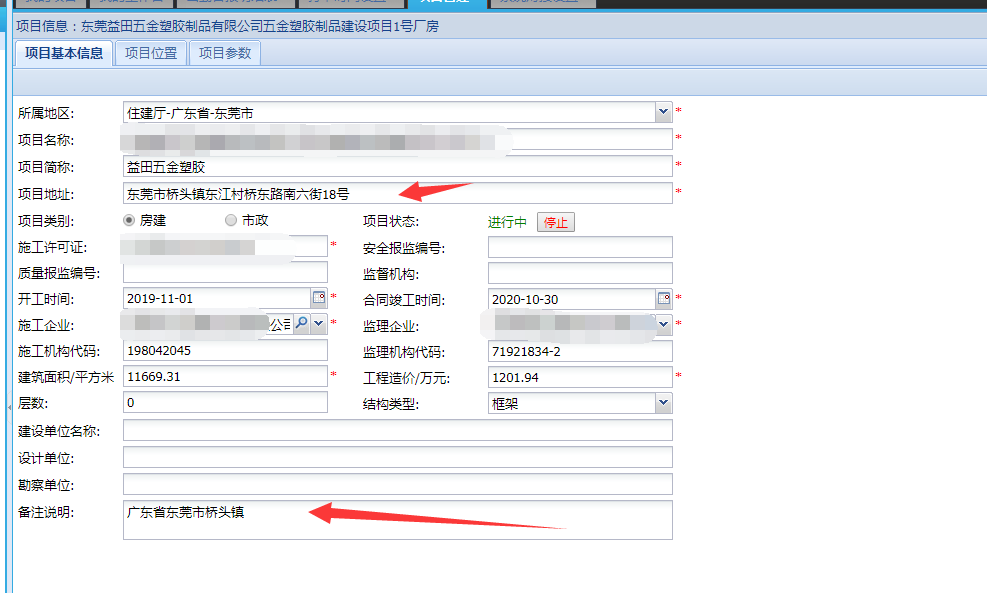 项目信息：东莞益田五金塑胶制品有限公司五金塑胶制品建设项目1号厂房
项目基本信息 项目位置 项目参数
所属地区: 住建厅-广东省-东莞市 *
项目名称: *
项目简称: 益田五金塑胶 *
项目地址: 东莞市桥头镇东江村桥东路南六街18号 *
项目类别: 房建 市政 项目状态: 进行中 停止
施工许可证: * 安全报监编号:
质量报监编号: 监督机构:
开工时间: 2019-11-01 * 合同竣工时间: 2020-10-30 *
施工企业: 公司 * 监理企业: *
施工机构代码: 198042045 监理机构代码: 71921834-2
建筑面积/平方米 11669.31 * 工程造价/万元: 1201.94 *
层数: 0 结构类型: 框架
建设单位名称:
设计单位:
勘察单位:
备注说明: 广东省东莞市桥头镇